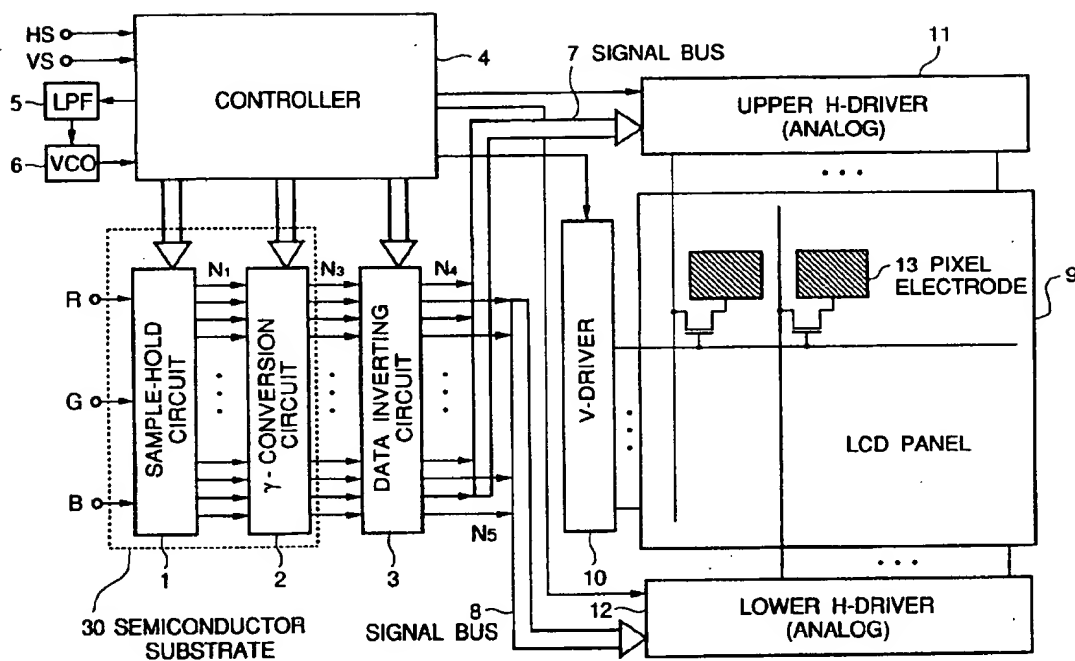 HS
VS
5 LPF
6 VCO
CONTROLLER
4
7 SIGNAL BUS
11
UPPER H-DRIVER
(ANALOG)
R
G
B
N1
N3
N4
N5
SAMPLE-HOLD
CIRCUIT
γ-CONVERSION
CIRCUIT
DATA INVERTING
CIRCUIT
1
2
3
30 SEMICONDUCTOR
SUBSTRATE
8
SIGNAL BUS
V-DRIVER
10
13 PIXEL
ELECTRODE
9
LCD PANEL
12
LOWER H-DRIVER
(ANALOG)